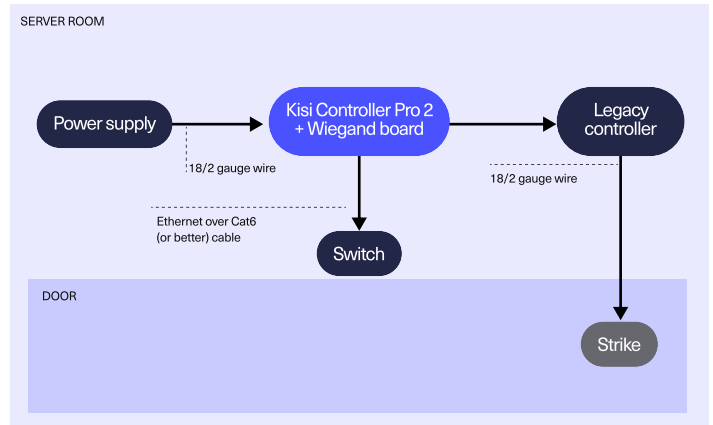 SERVER ROOM
Power supply
Kisi Controller Pro 2
+ Wiegand board
Legacy
controller
18/2 gauge wire
18/2 gauge wire
Ethernet over Cat6
(or better) cable
Switch
DOOR
Strike